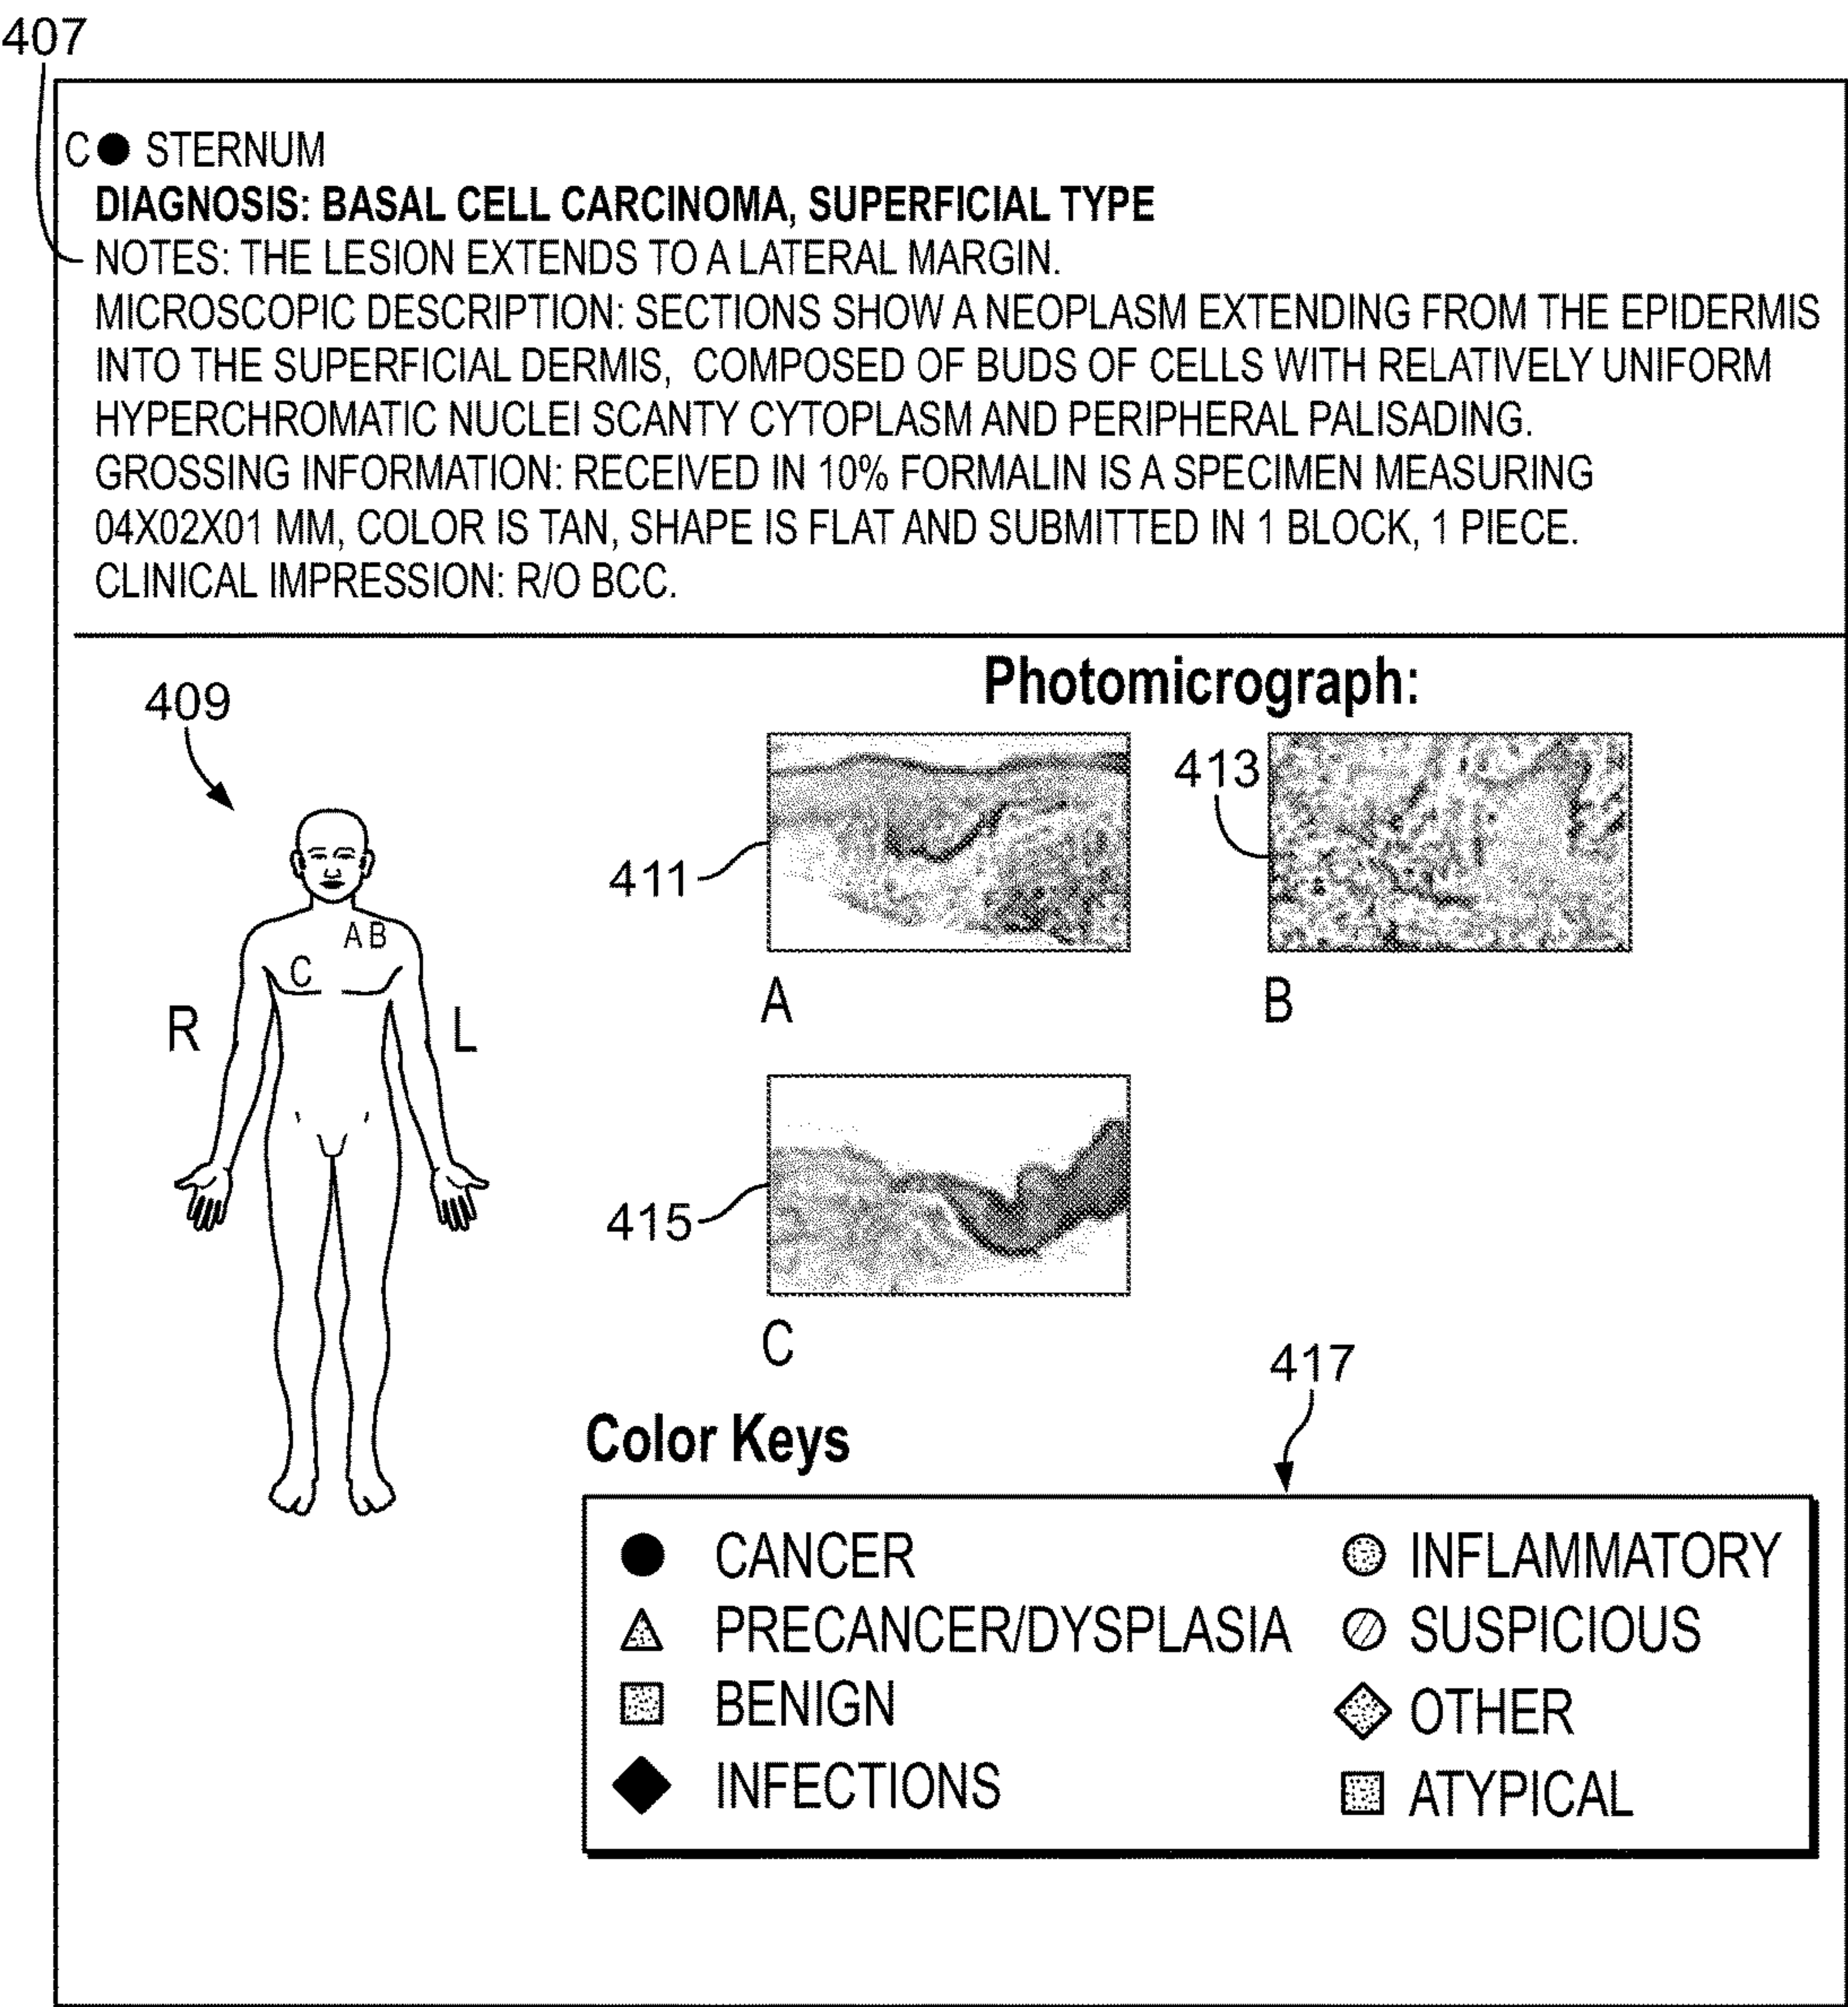 407
C ● STERNUM
DIAGNOSIS: BASAL CELL CARCINOMA, SUPERFICIAL TYPE
NOTES: THE LESION EXTENDS TO A LATERAL MARGIN.
MICROSCOPIC DESCRIPTION: SECTIONS SHOW A NEOPLASM EXTENDING FROM THE EPIDERMIS
INTO THE SUPERFICIAL DERMIS, COMPOSED OF BUDS OF CELLS WITH RELATIVELY UNIFORM
HYPERCHROMATIC NUCLEI SCANTY CYTOPLASM AND PERIPHERAL PALISADING.
GROSSING INFORMATION: RECEIVED IN 10% FORMALIN IS A SPECIMEN MEASURING
04X02X01 MM, COLOR IS TAN, SHAPE IS FLAT AND SUBMITTED IN 1 BLOCK, 1 PIECE.
CLINICAL IMPRESSION: R/O BCC.
409
A B
C
R L
Photomicrograph:
411
A
413
B
415
C
417
Color Keys
CANCER
PRECANCER/DYSPLASIA
BENIGN
INFECTIONS
INFLAMMATORY
SUSPICIOUS
OTHER
ATYPICAL